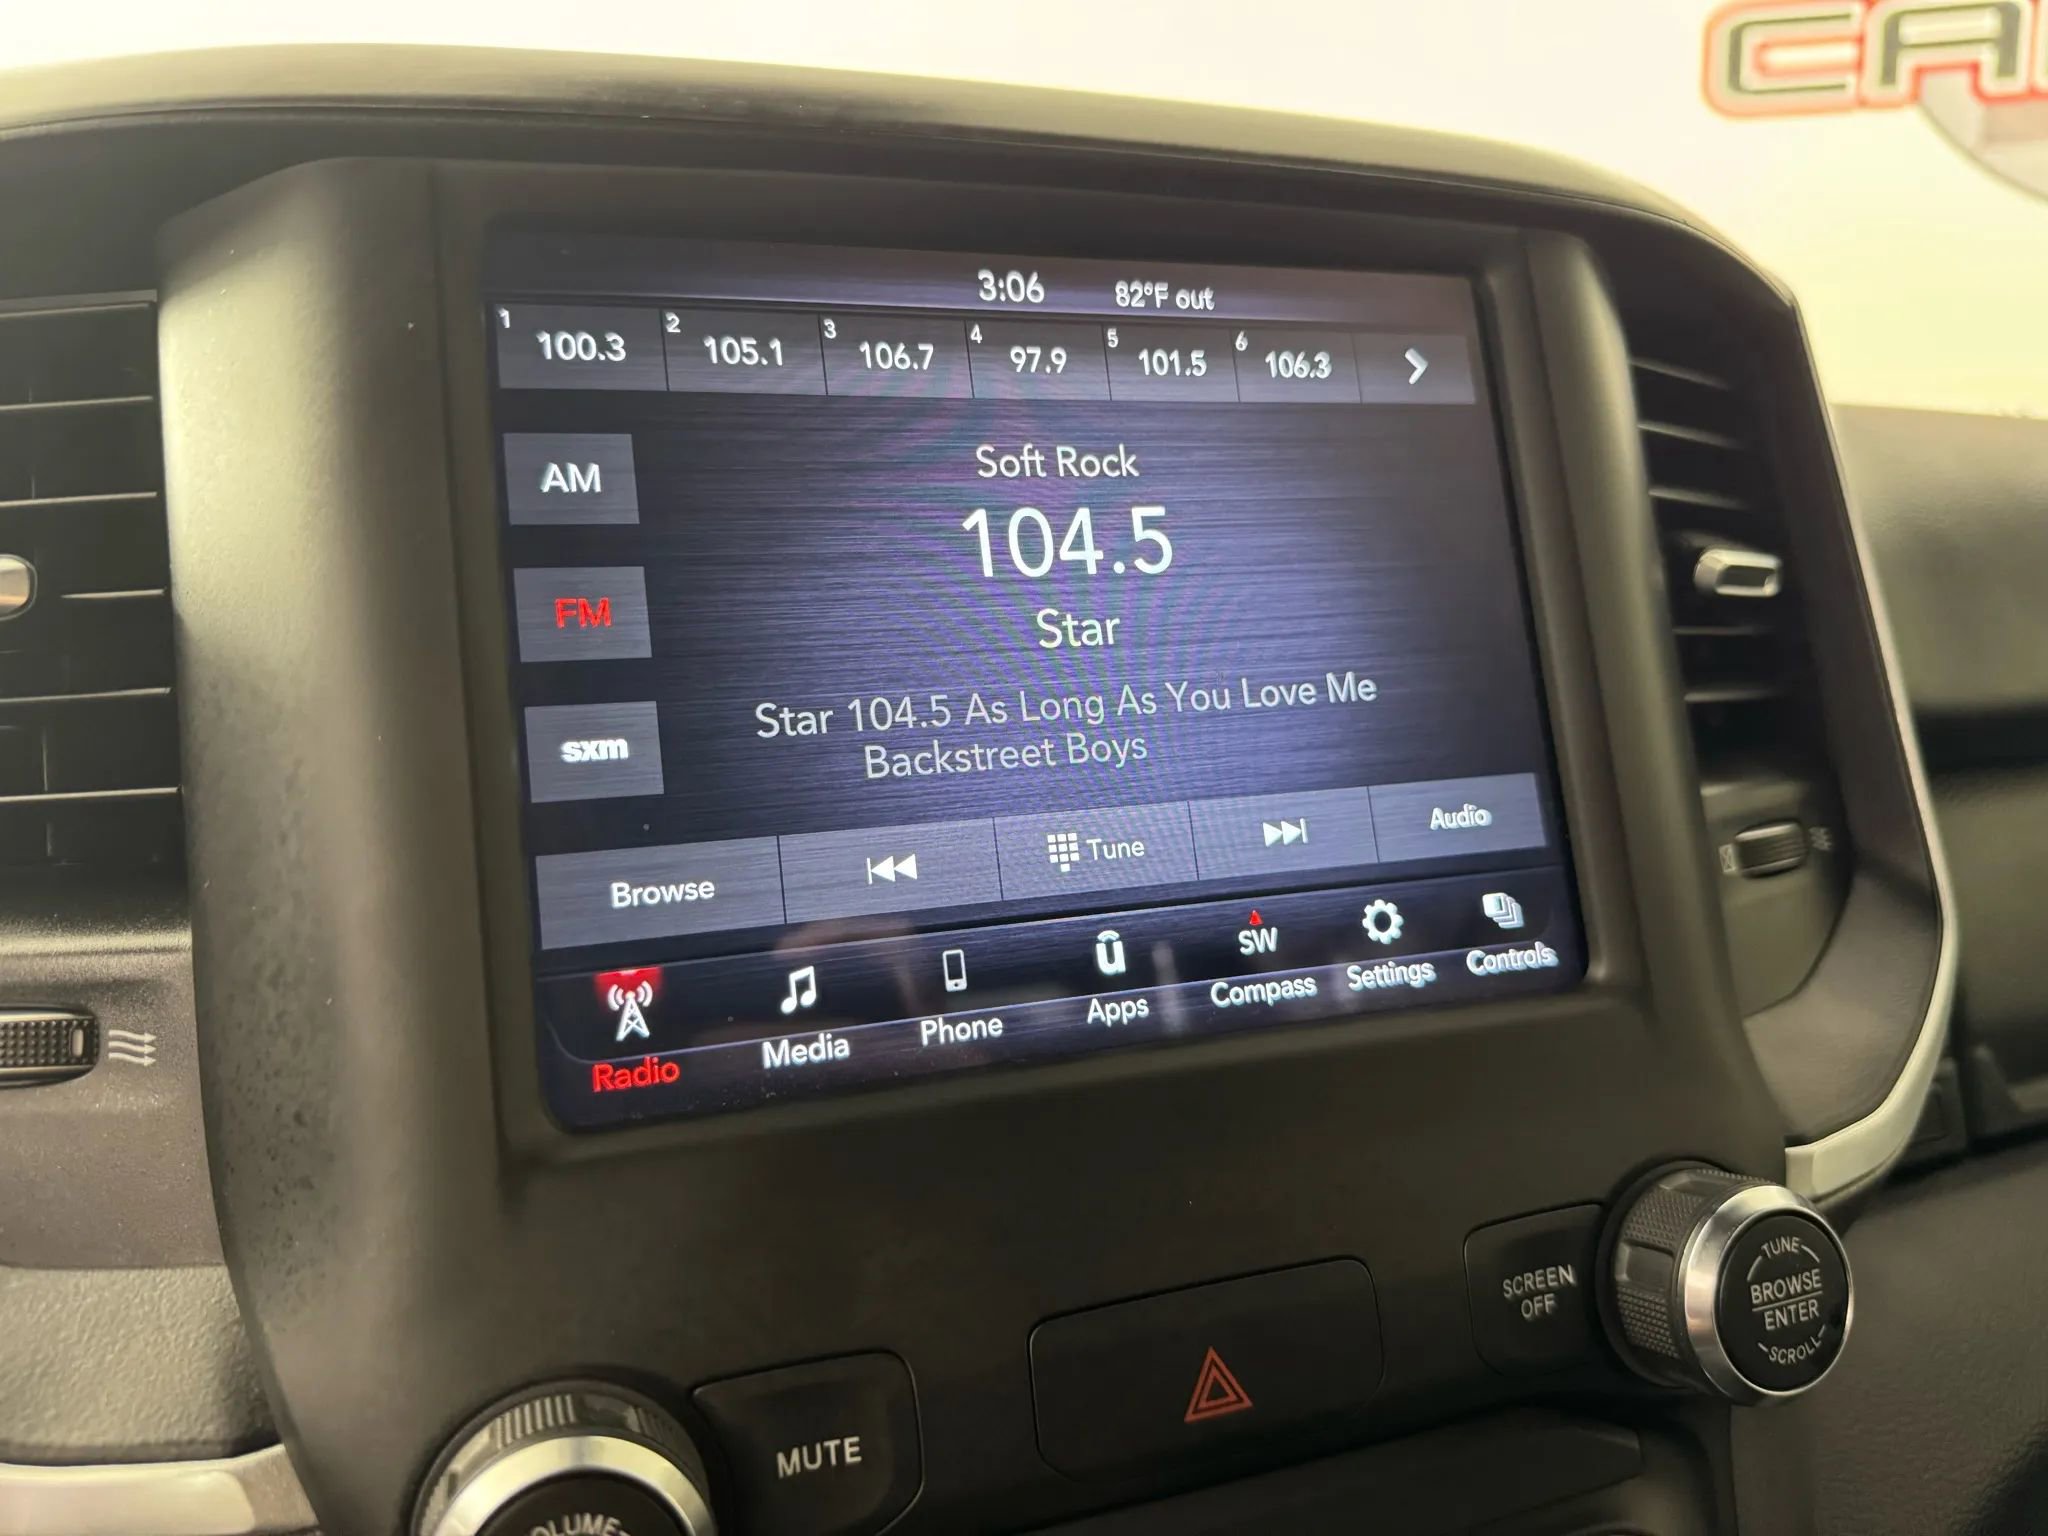 3:06 82°F out
1 100.3 2 105.1 3 106.7 4 97.9 5 101.5 6 106.3
AM
Soft Rock
104.5
FM
Star
sxm
Star 104.5 As Long As You Love Me
Backstreet Boys
Browse Tune Audio
SW
Radio Media Phone Apps Compass Settings Controls
SCREEN
OFF
TUNE
BROWSE
ENTER
SCROLL
MUTE
VOLUME